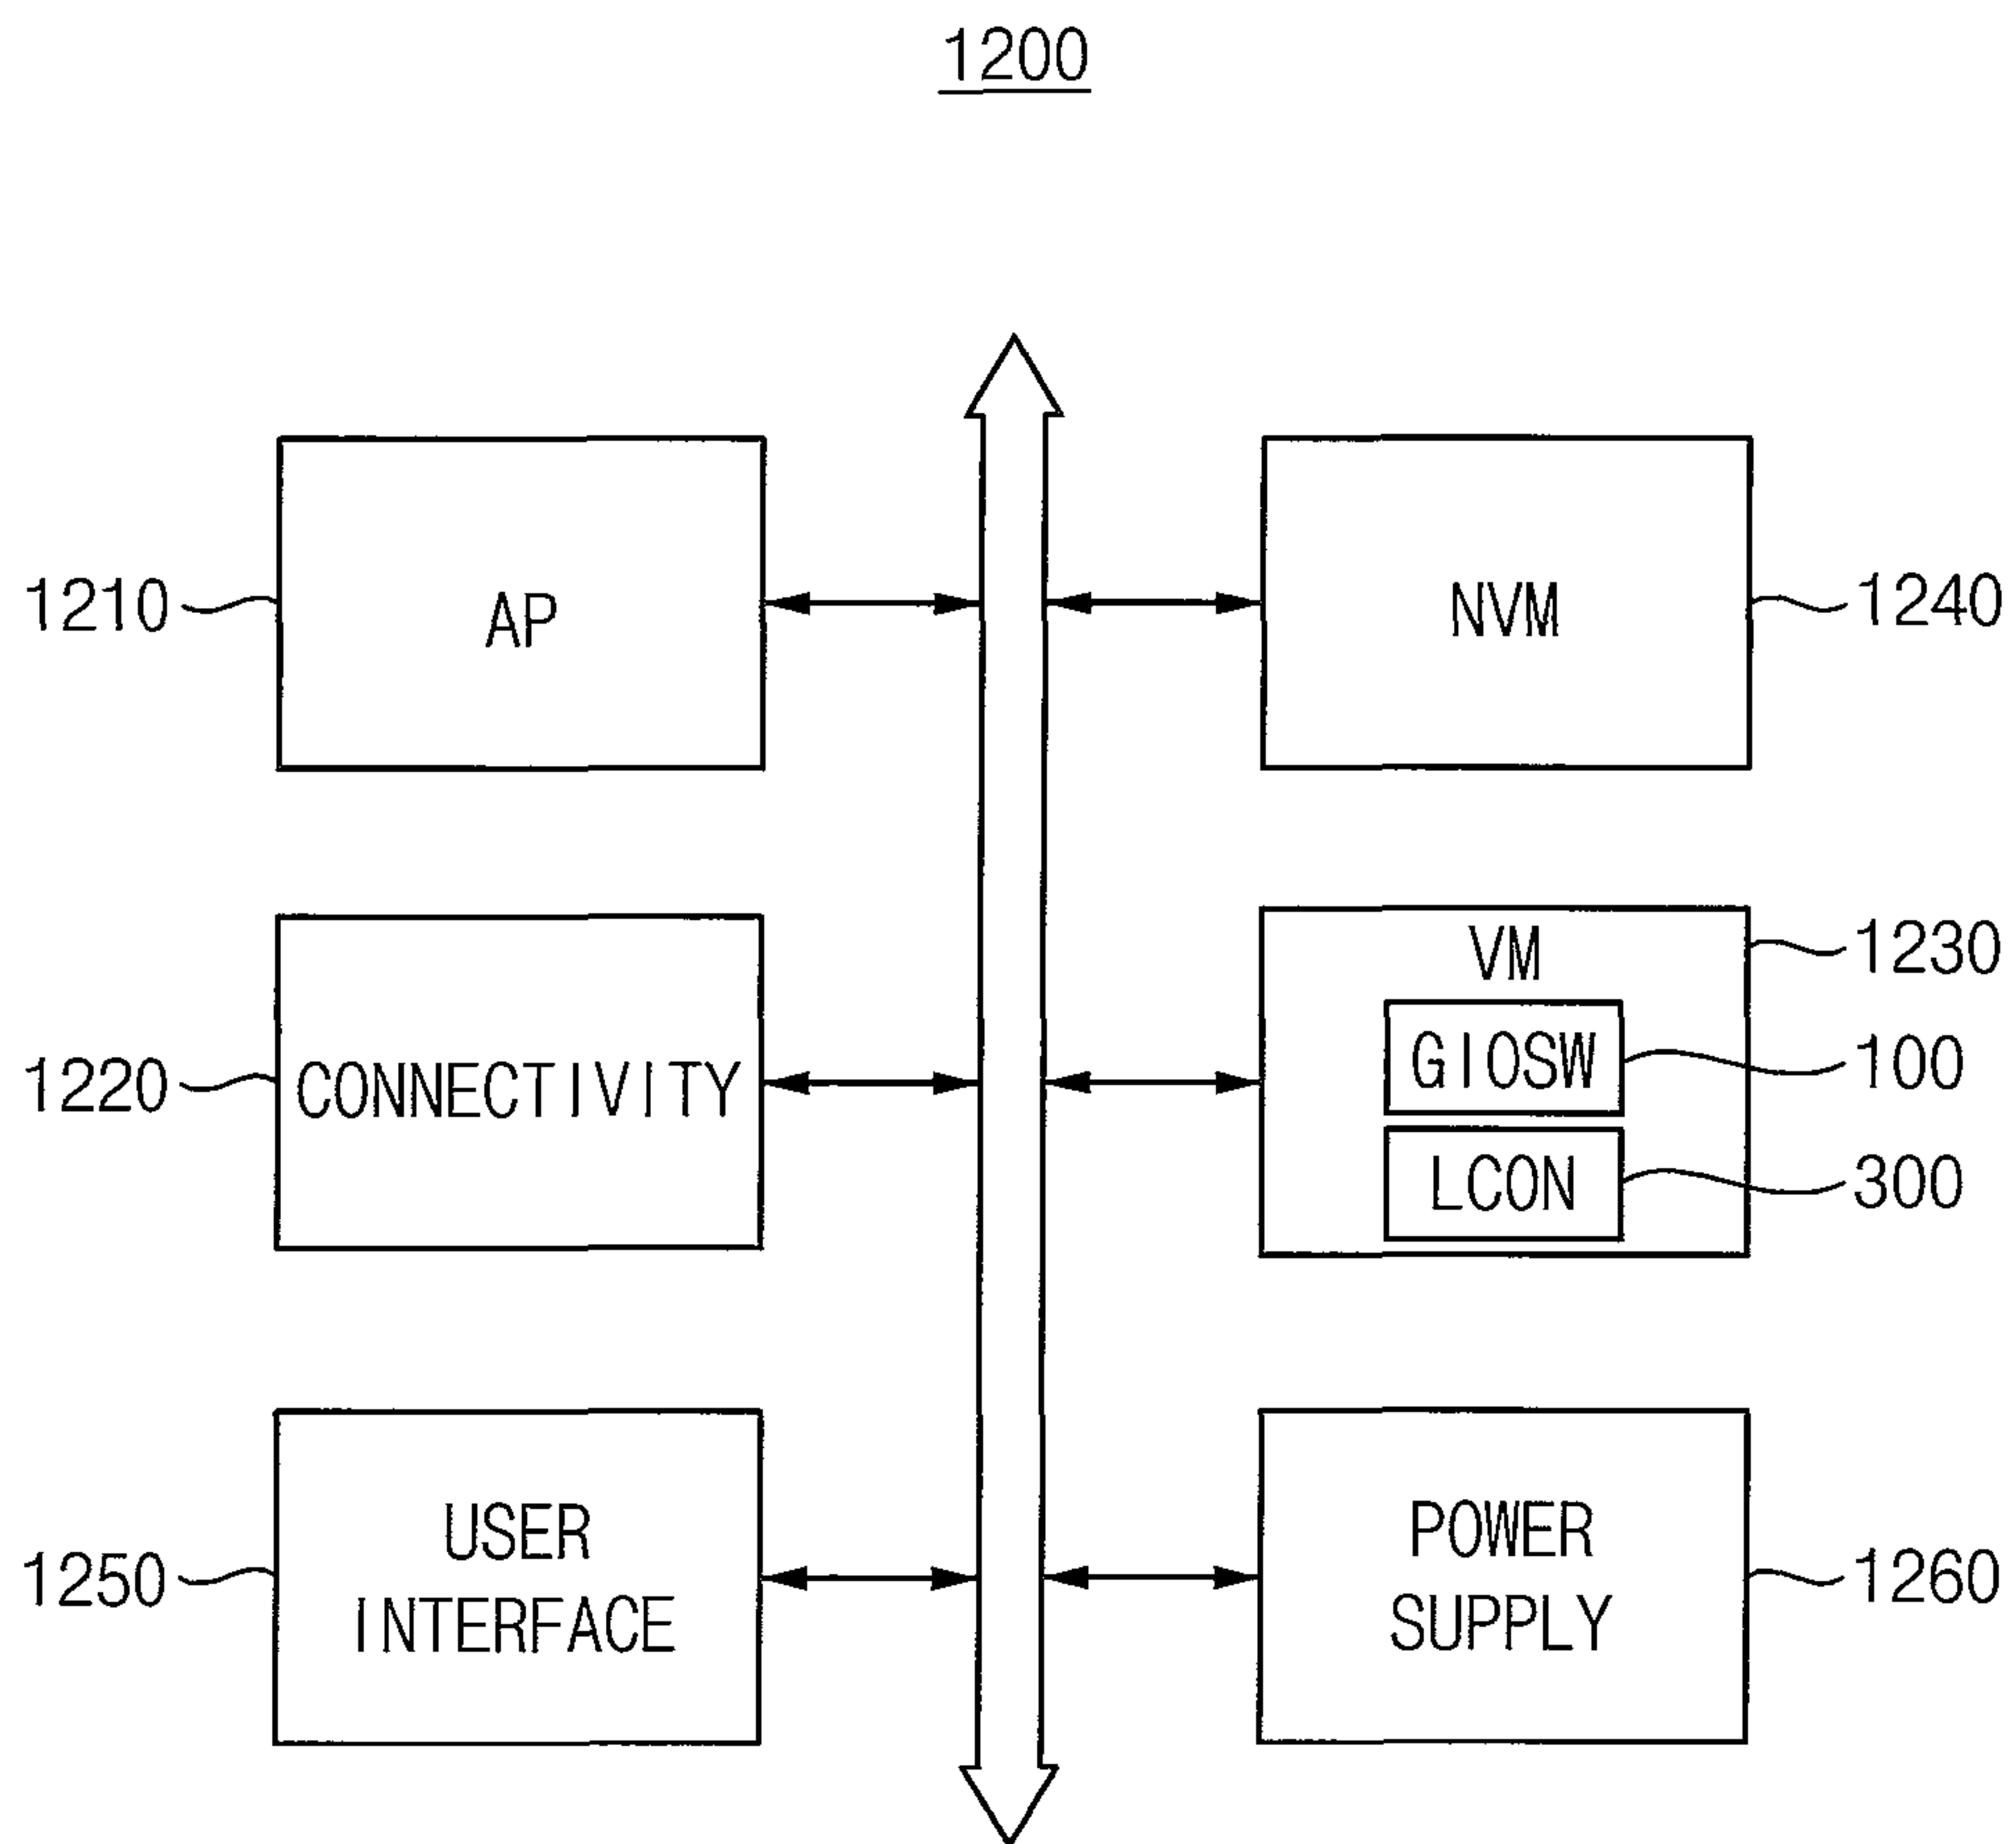 1200
1210
AP
NVM
1240
1220
CONNECTIVITY
VM
1230
GIOSW
100
LCON
300
1250
USER
INTERFACE
POWER
SUPPLY
1260